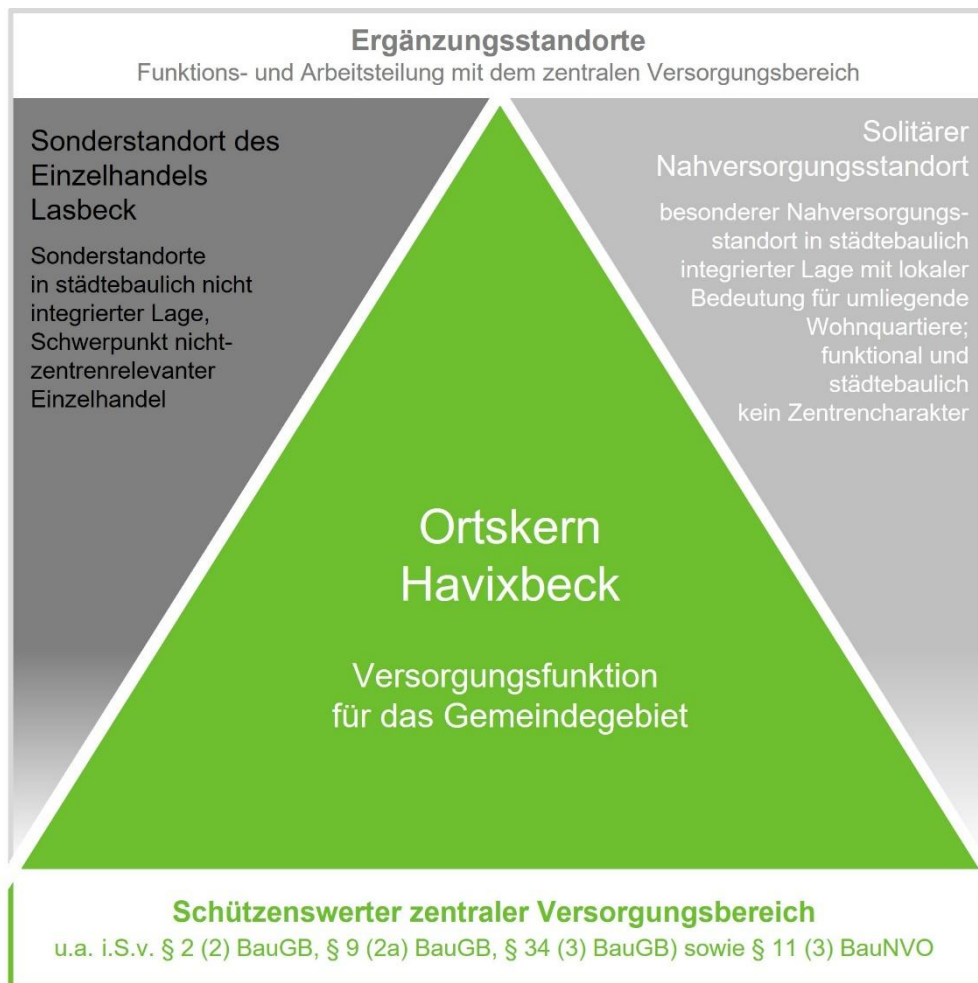 Ergänzungsstandorte
Funktions- und Arbeitsteilung mit dem zentralen Versorgungsbereich
Sonderstandort des
Einzelhandels
Lasbeck
Sonderstandorte
in städtebaulich nicht
integrierter Lage,
Schwerpunkt nicht-
zentrenrelevanter
Einzelhandel
Solitärer
Nahversorgungsstandort
besonderer Nahversorgungs-
standort in städtebaulich
integrierter Lage mit lokaler
Bedeutung für umliegende
Wohnquartiere;
funktional und
städtebaulich
kein Zentrencharakter
Ortskern
Havixbeck
Versorgungsfunktion
für das Gemeindegebiet
Schützenswerter zentraler Versorgungsbereich
u.a. i.S.v. § 2 (2) BauGB, § 9 (2a) BauGB, § 34 (3) BauGB) sowie § 11 (3) BauNVO